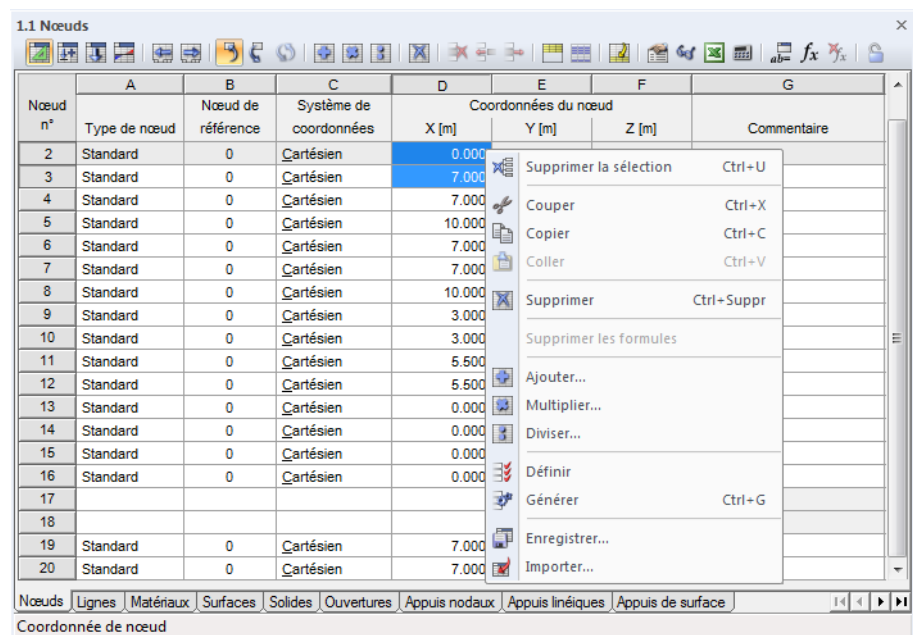 1.1 Nœuds
A B C D E F G
Nœud n° Type de nœud Nœud de référence Système de coordonnées Coordonnées du nœud X [m] Y [m] Z [m] Commentaire
2 Standard 0 Cartésien 0.000
3 Standard 0 Cartésien 7.000
4 Standard 0 Cartésien 7.000
5 Standard 0 Cartésien 10.000
6 Standard 0 Cartésien 7.000
7 Standard 0 Cartésien 7.000
8 Standard 0 Cartésien 10.000
9 Standard 0 Cartésien 3.000
10 Standard 0 Cartésien 3.000
11 Standard 0 Cartésien 5.500
12 Standard 0 Cartésien 5.500
13 Standard 0 Cartésien 0.000
14 Standard 0 Cartésien 0.000
15 Standard 0 Cartésien 0.000
16 Standard 0 Cartésien 0.000
17
18
19 Standard 0 Cartésien 7.000
20 Standard 0 Cartésien 7.000
Supprimer la sélection Ctrl+U
Couper Ctrl+X
Copier Ctrl+C
Coller Ctrl+V
Supprimer Ctrl+Suppr
Supprimer les formules
Ajouter...
Multiplier...
Diviser...
Définir
Générer Ctrl+G
Enregistrer...
Importer...
Nœuds Lignes Matériaux Surfaces Solides Ouvertures Appuis nodaux Appuis linéiques Appuis de surface
Coordonnée de nœud